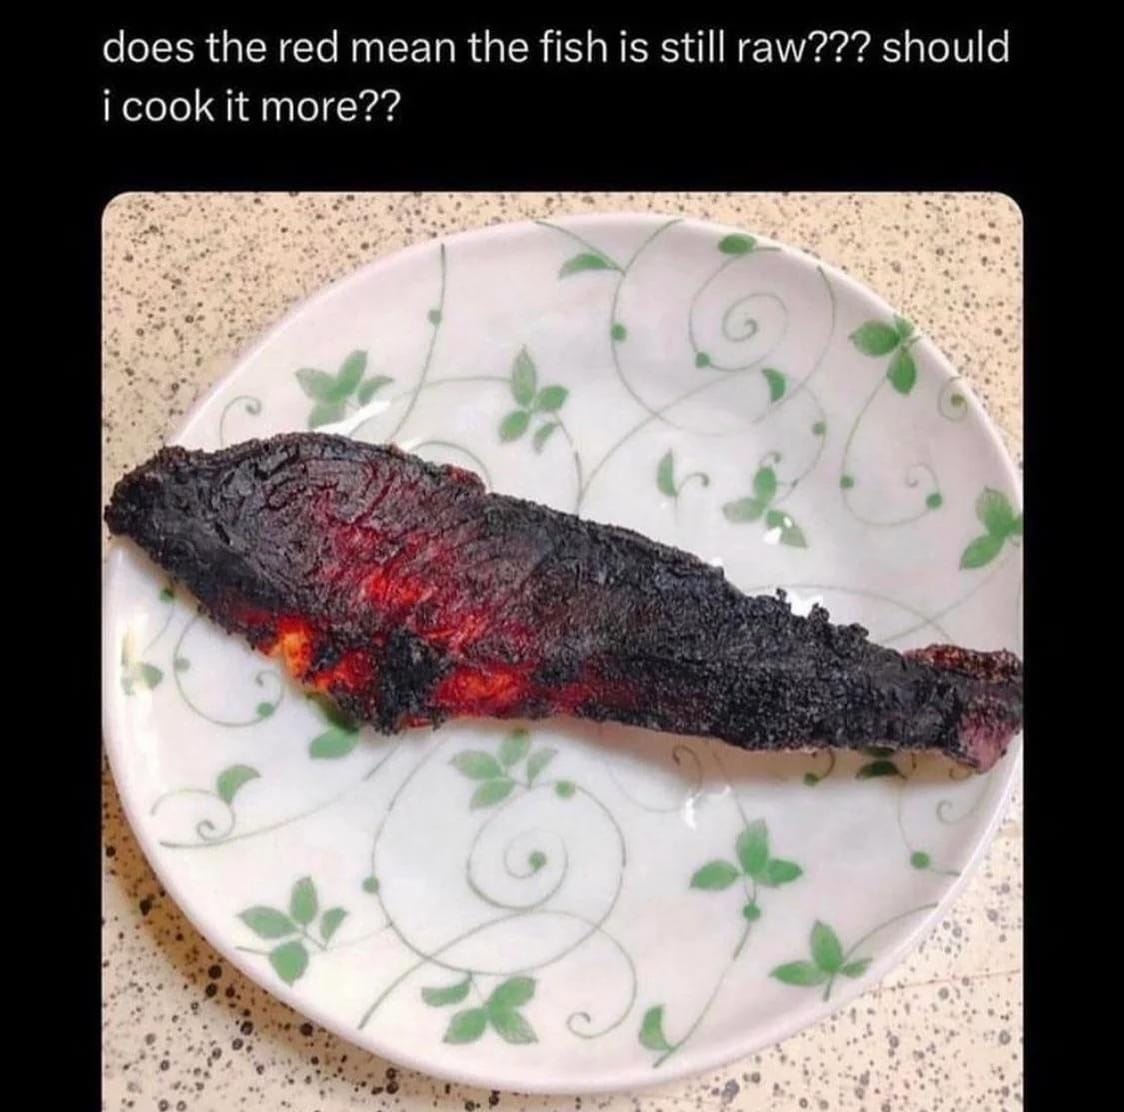 does the red mean the fish is still raw??? should
i cook it more??